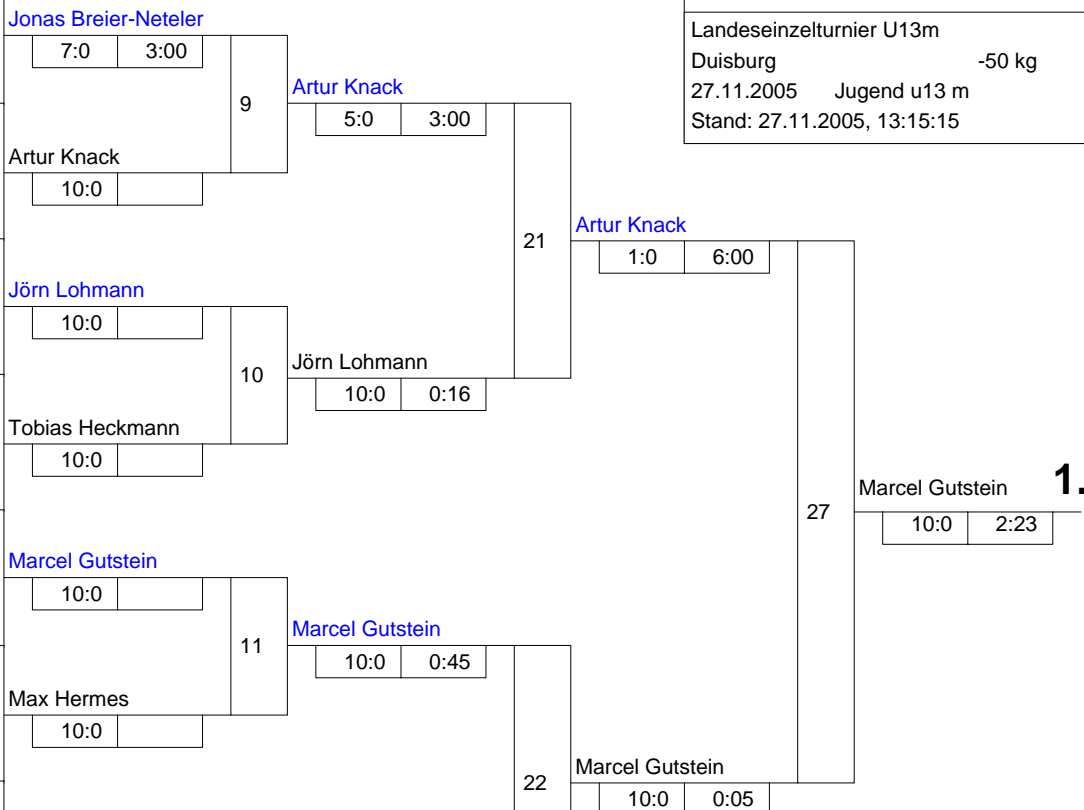 Jonas Breier-Neteler
7:0 3:00
9
Artur Knack
10:0
Artur Knack
5:0 3:00
Landeseinzelturnier U13m
Duisburg -50 kg
27.11.2005 Jugend u13 m
Stand: 27.11.2005, 13:15:15
21
Artur Knack
1:0 6:00
Jörn Lohmann
10:0
10
Tobias Heckmann
10:0
Jörn Lohmann
10:0 0:16
27
Marcel Gutstein 1.
10:0 2:23
Marcel Gutstein
10:0
11
Max Hermes
10:0
Marcel Gutstein
10:0 0:45
22
Marcel Gutstein
10:0 0:05